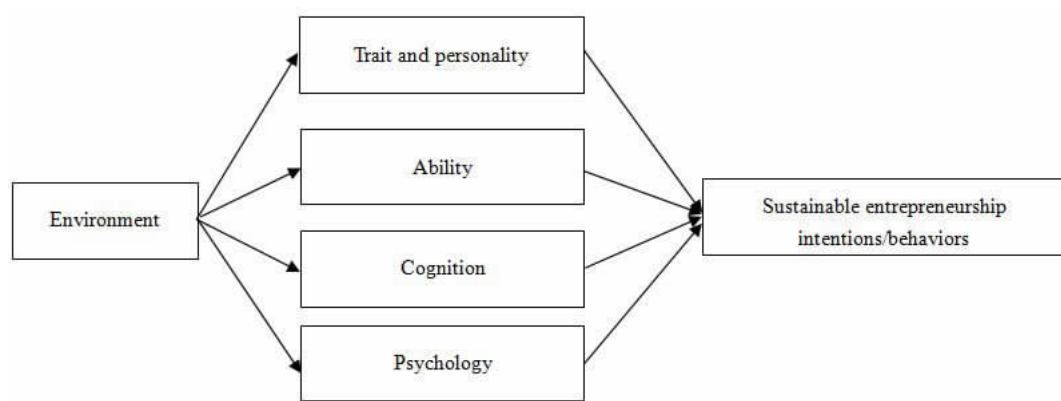 Trait and personality
Ability
Environment
Sustainable entrepreneurship
intentions/behaviors
Cognition
Psychology